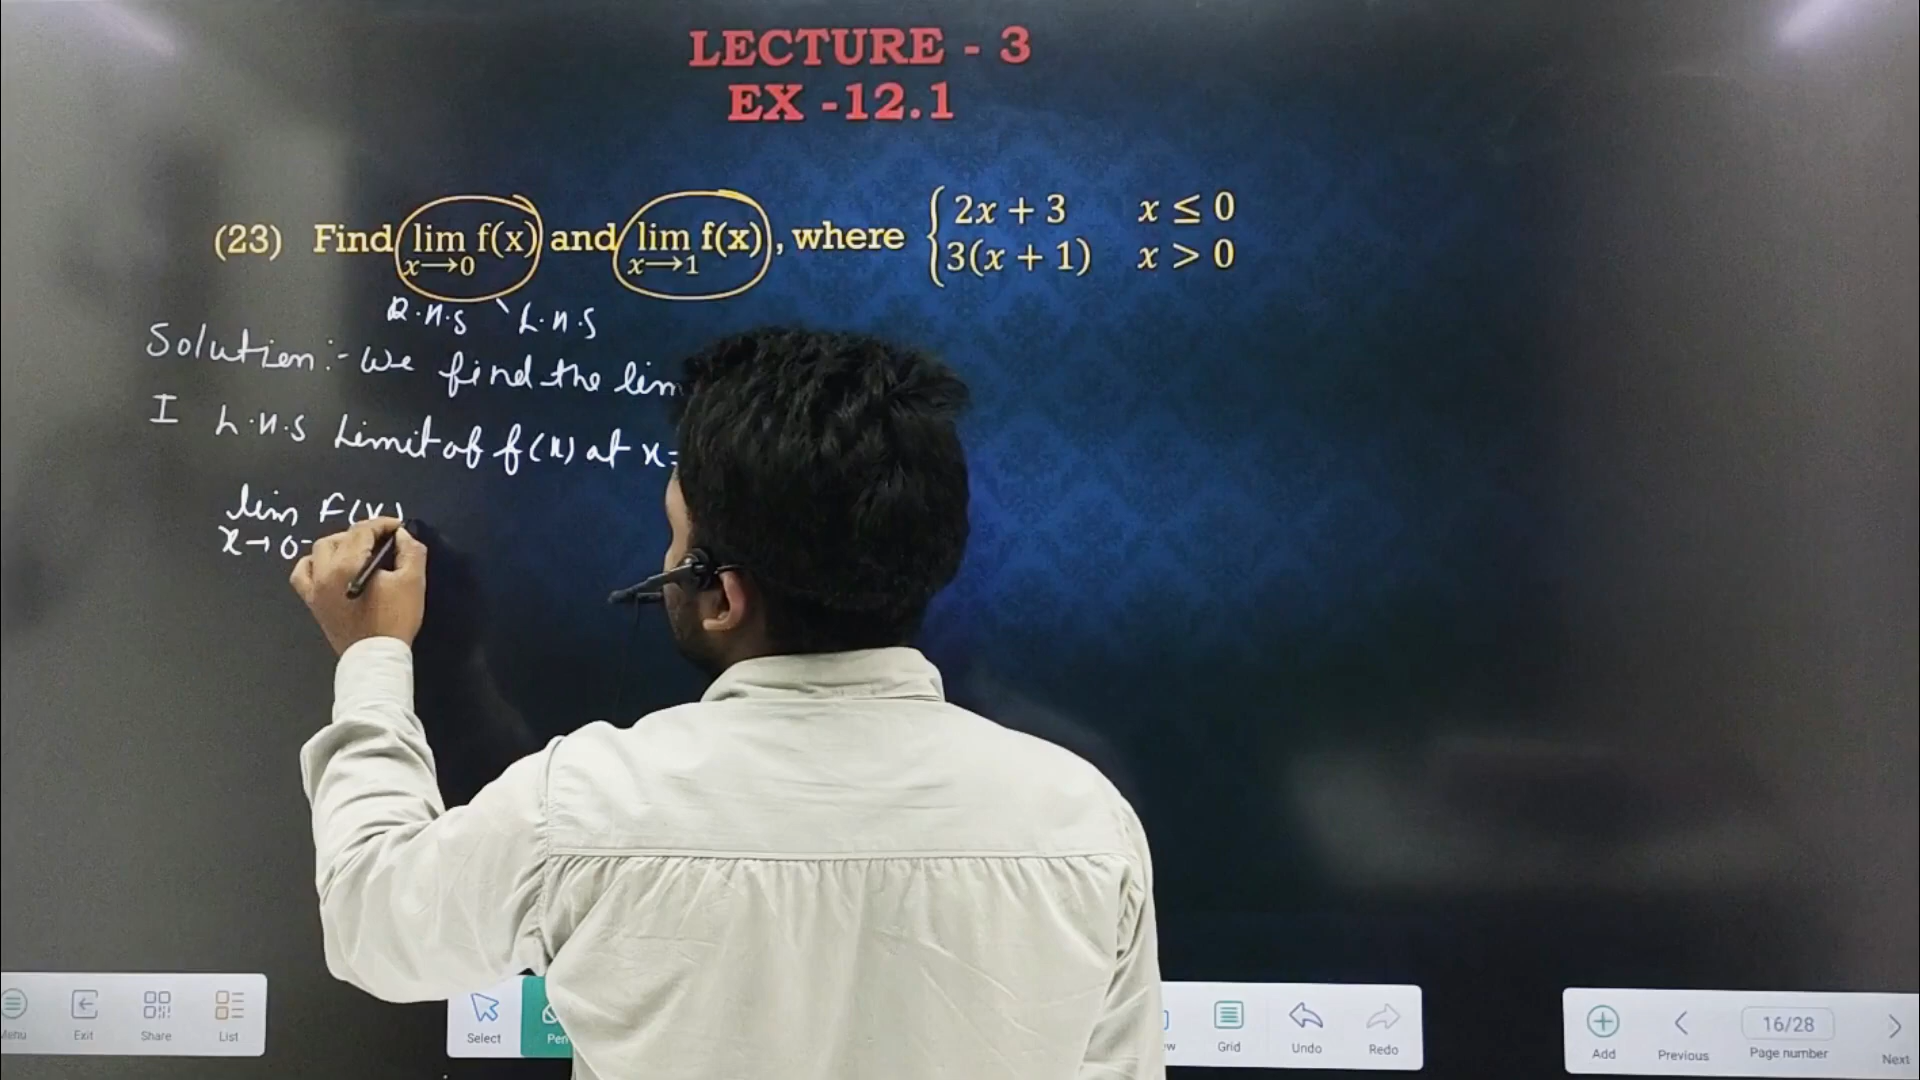 LECTURE - 3
EX -12.1
(23) Find lim x→0 f(x) and lim x→1 f(x), where { 2x + 3 x ≤ 0
3(x + 1) x > 0
R.H.S L.H.S
Solution:- We find the lim
I L.H.S Limit of f(x) at x=
lim F(x)
x→0-
Menu Exit Share List
Select Pen Grid Undo Redo
Add Previous 16/28 Page number Next